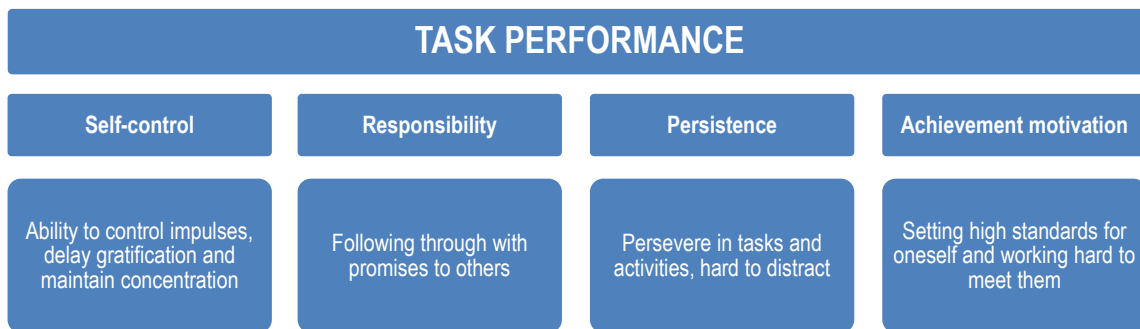 TASK PERFORMANCE
Self-control
Responsibility
Persistence
Achievement motivation
Ability to control impulses,
delay gratification and
maintain concentration
Following through with
promises to others
Persevere in tasks and
activities, hard to distract
Setting high standards for
oneself and working hard to
meet them